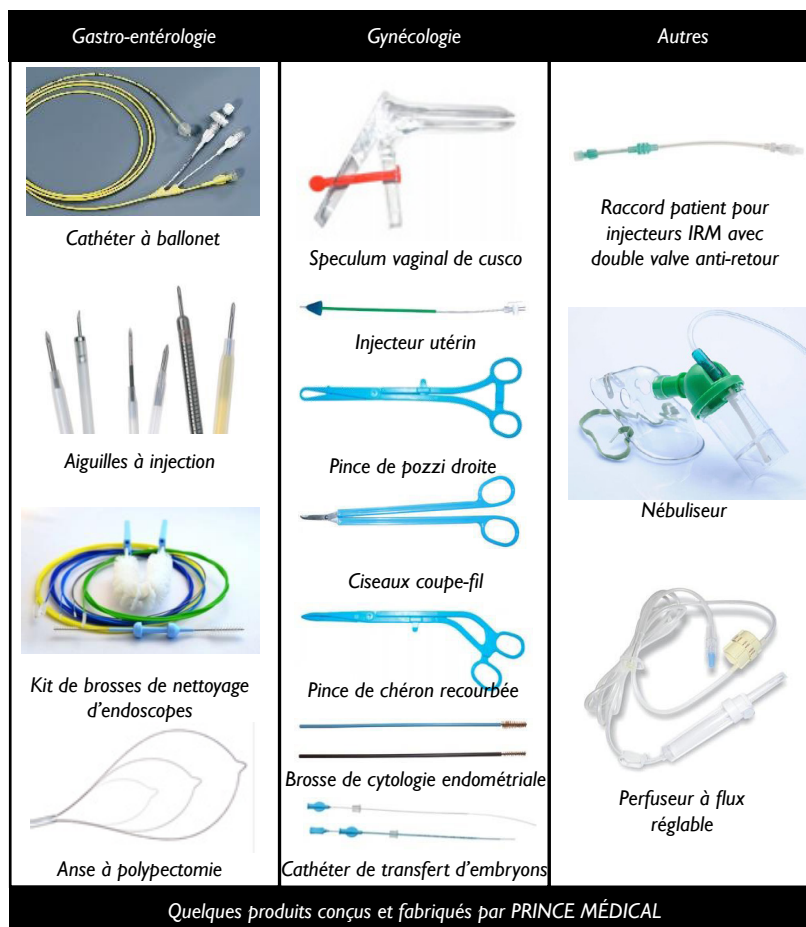 Gastro-entérologie
Gynécologie
Autres
Cathéter à ballonet
Aiguilles à injection
Kit de brosses de nettoyage
d'endoscopes
Anse à polypectomie
Speculum vaginal de cusco
Injecteur utérin
Pince de pozzi droite
Ciseaux coupe-fil
Pince de chéron recourbée
Brosse de cytologie endométriale
Cathéter de transfert d'embryons
Raccord patient pour
injecteurs IRM avec
double valve anti-retour
Nébuliseur
Perfuseur à flux
réglable
Quelques produits conçus et fabriqués par PRINCE MÉDICAL